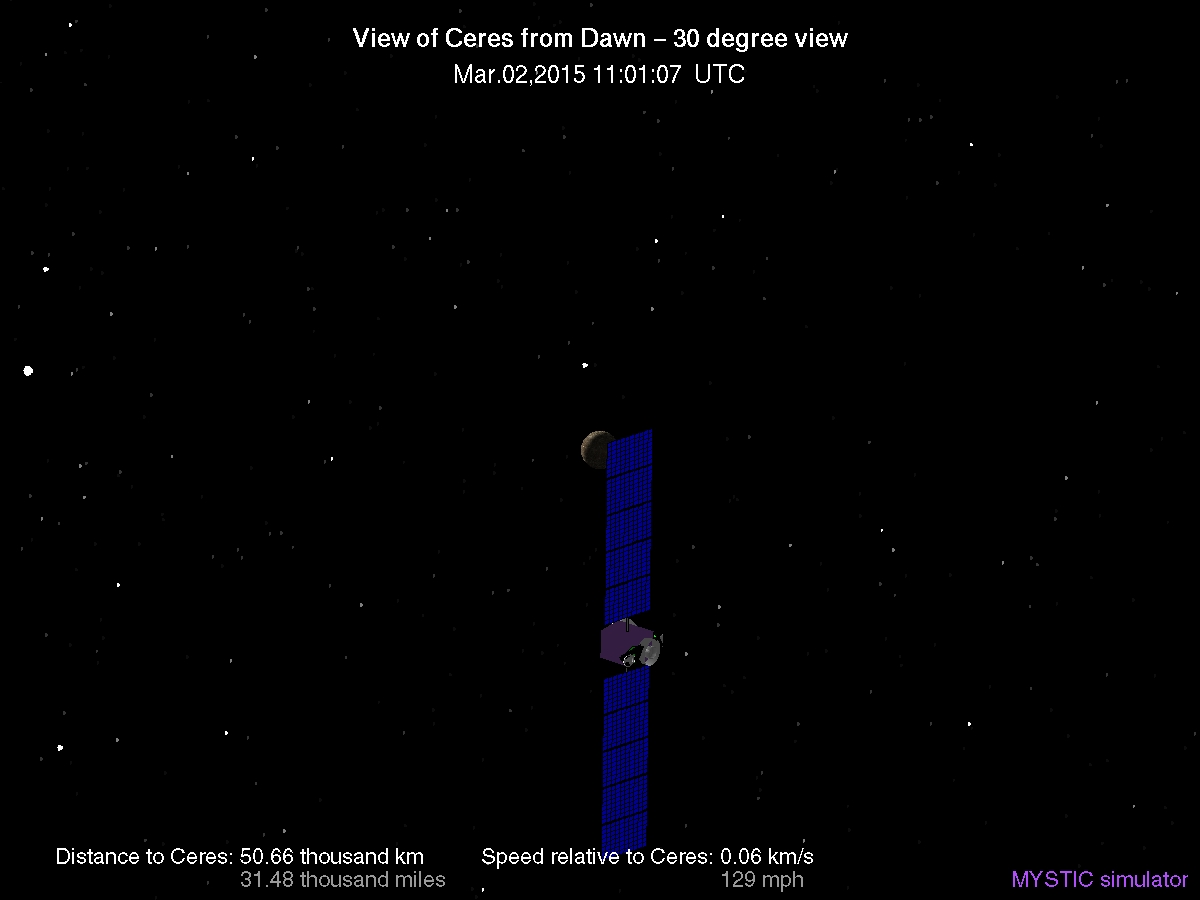 View of Ceres from Dawn – 30 degree view
Mar.02,2015 11:01:07 UTC
Distance to Ceres: 50.66 thousand km
31.48 thousand miles
Speed relative to Ceres: 0.06 km/s
129 mph
MYSTIC simulator